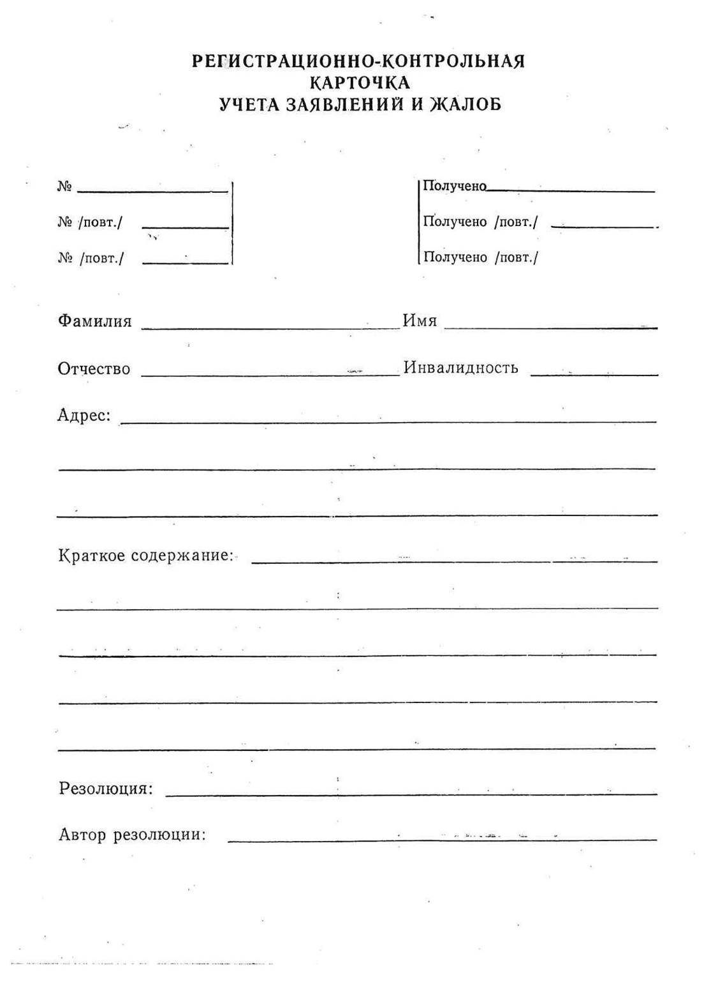 РЕГИСТРАЦИОННО-КОНТРОЛЬНАЯ
КАРТОЧКА
УЧЕТА ЗАЯВЛЕНИЙ И ЖАЛОБ
№ Получено
№ /повт./ Получено /повт./
№ /повт./ Получено /повт./
Фамилия Имя
Отчество Инвалидность
Адрес:
Краткое содержание:
Резолюция:
Автор резолюции: